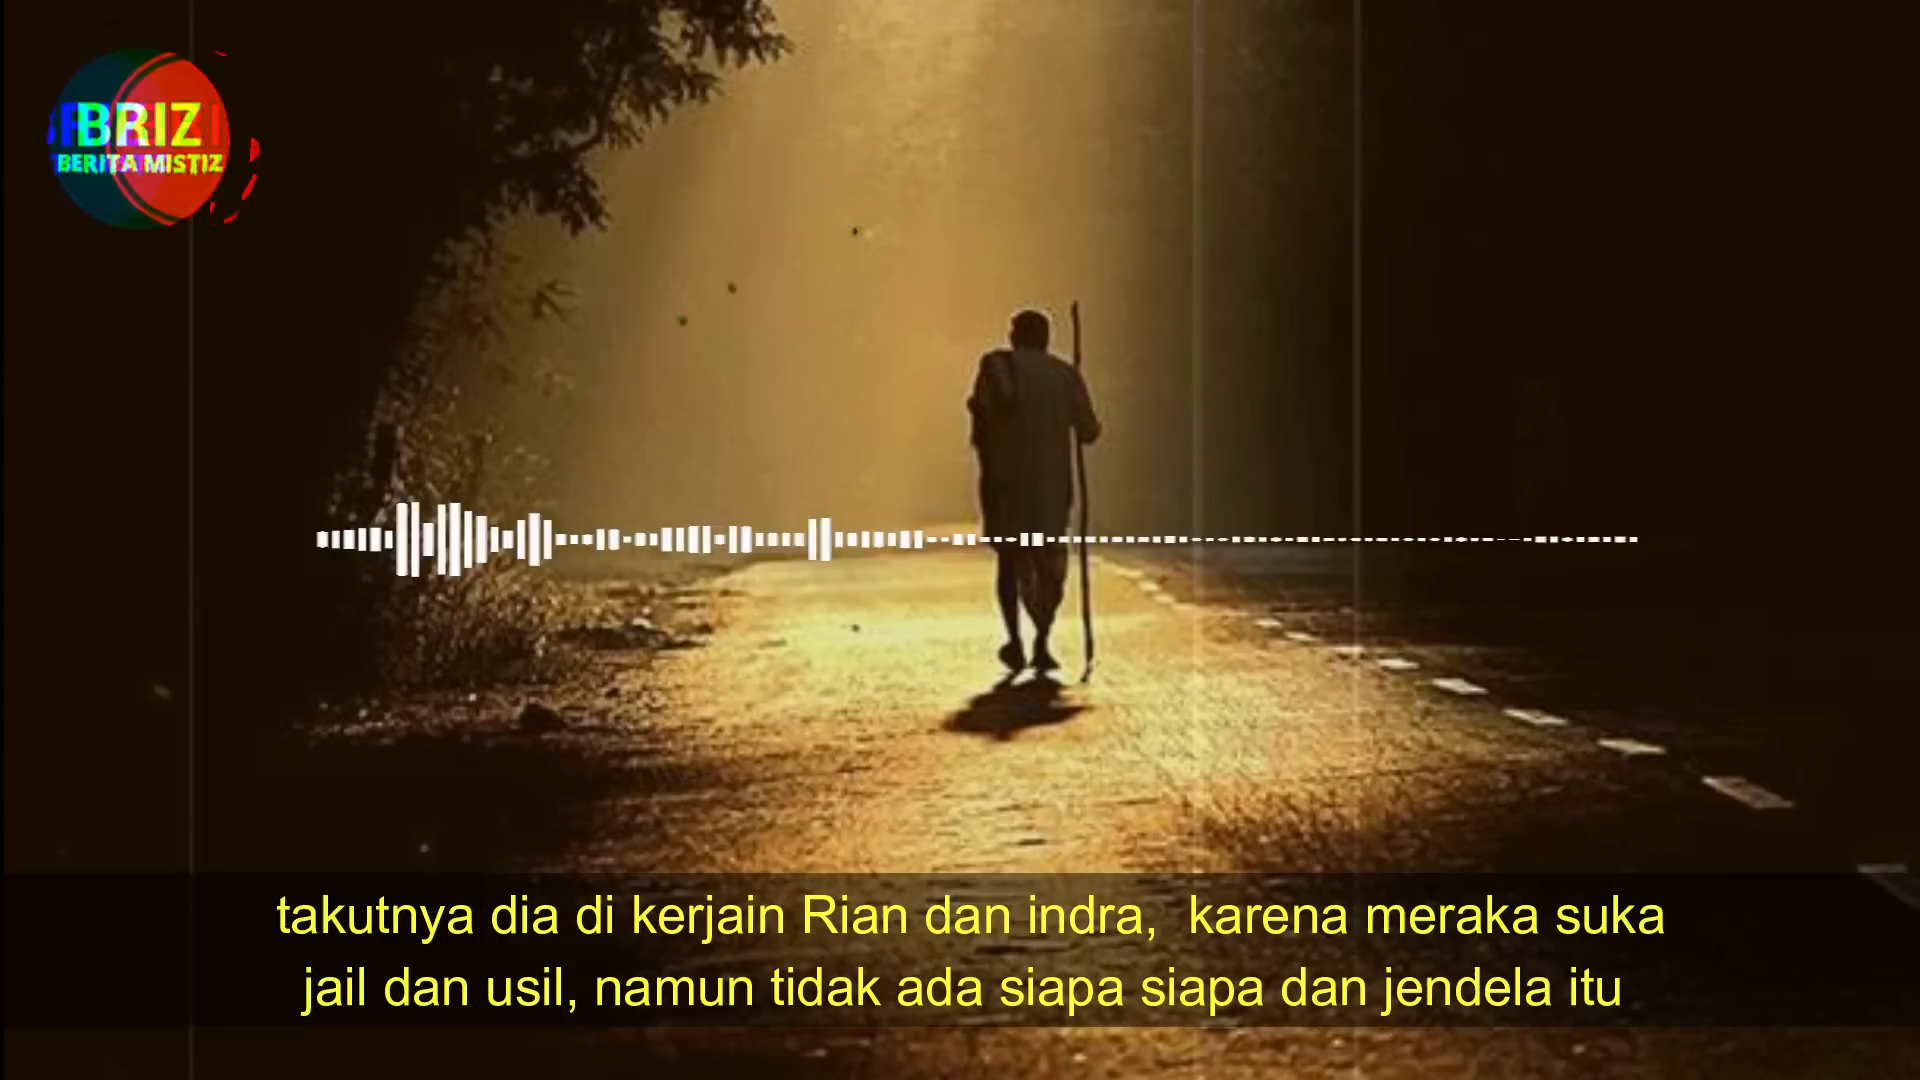 BRIZ
BERITA MISTIZ
takutnya dia di kerjain Rian dan indra,  karena meraka suka
jail dan usil, namun tidak ada siapa siapa dan jendela itu